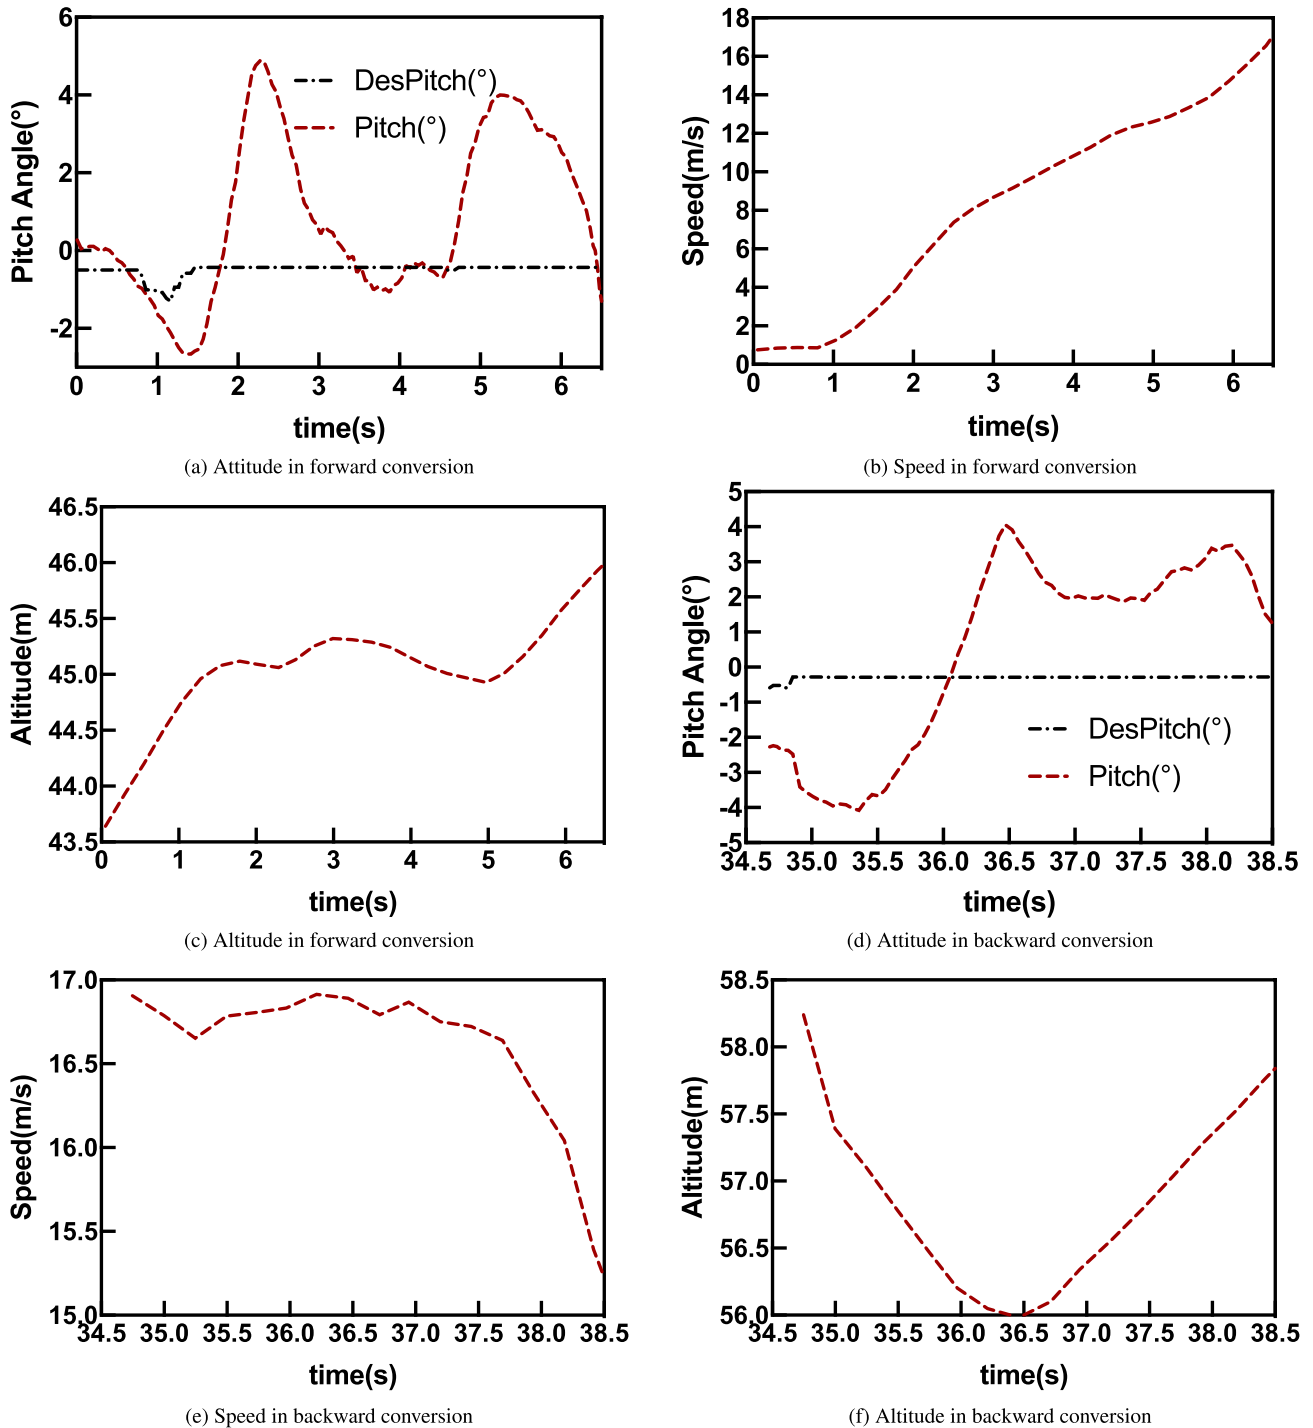 6
4
2
0
-2
Pitch Angle(°)
DesPitch(°)
Pitch(°)
0 1 2 3 4 5 6
time(s)
(a) Attitude in forward conversion
18
16
14
12
10
8
6
4
2
0
Speed(m/s)
0 1 2 3 4 5 6
time(s)
(b) Speed in forward conversion
46.5
46.0
45.5
45.0
44.5
44.0
43.5
Altitude(m)
0 1 2 3 4 5 6
time(s)
(c) Altitude in forward conversion
5
4
3
2
1
0
-1
-2
-3
-4
-5
Pitch Angle(°)
DesPitch(°)
Pitch(°)
34.5 35.0 35.5 36.0 36.5 37.0 37.5 38.0 38.5
time(s)
(d) Attitude in backward conversion
17.0
16.5
16.0
15.5
15.0
Speed(m/s)
34.5 35.0 35.5 36.0 36.5 37.0 37.5 38.0 38.5
time(s)
(e) Speed in backward conversion
58.5
58.0
57.5
57.0
56.5
56.0
Altitude(m)
34.5 35.0 35.5 36.0 36.5 37.0 37.5 38.0 38.5
time(s)
(f) Altitude in backward conversion